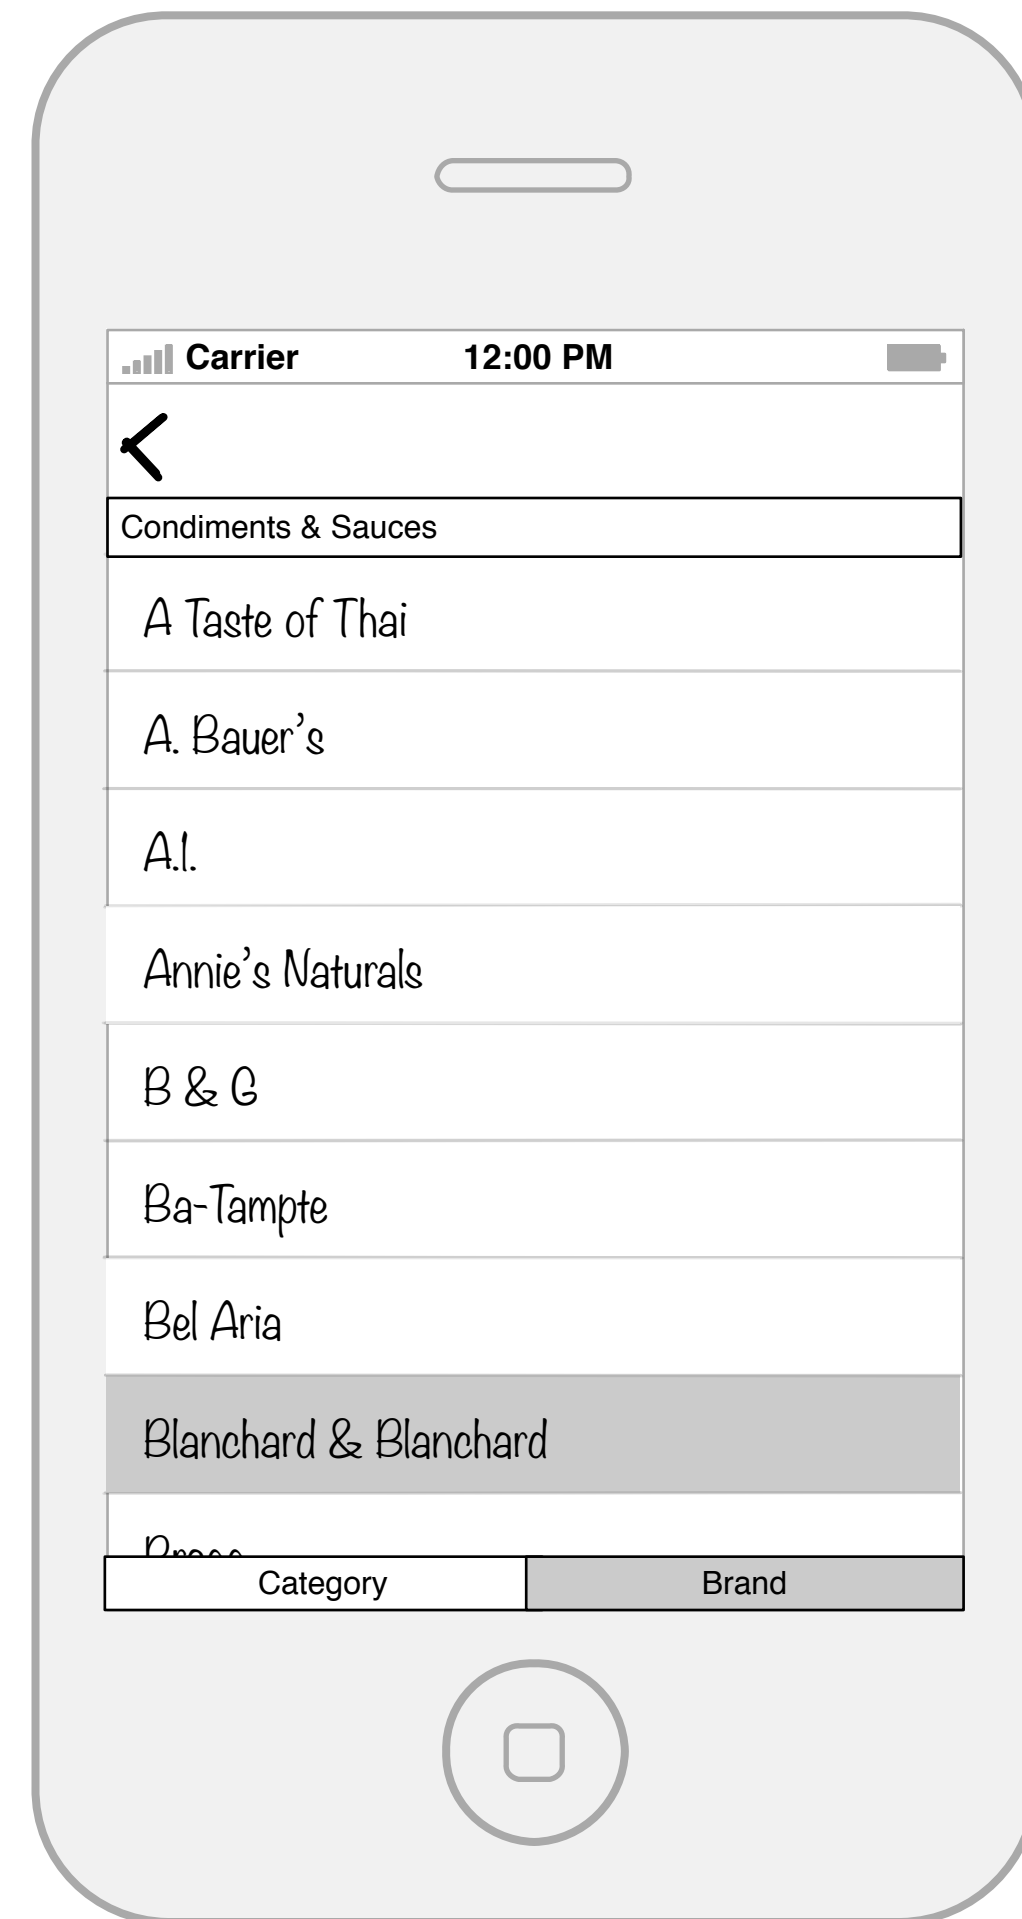 Carrier 12:00 PM
Condiments & Sauces
A Taste of Thai
A. Bauer's
A.1.
Annie's Naturals
B & G
Ba-Tampte
Bel Aria
Blanchard & Blanchard
Category Brand